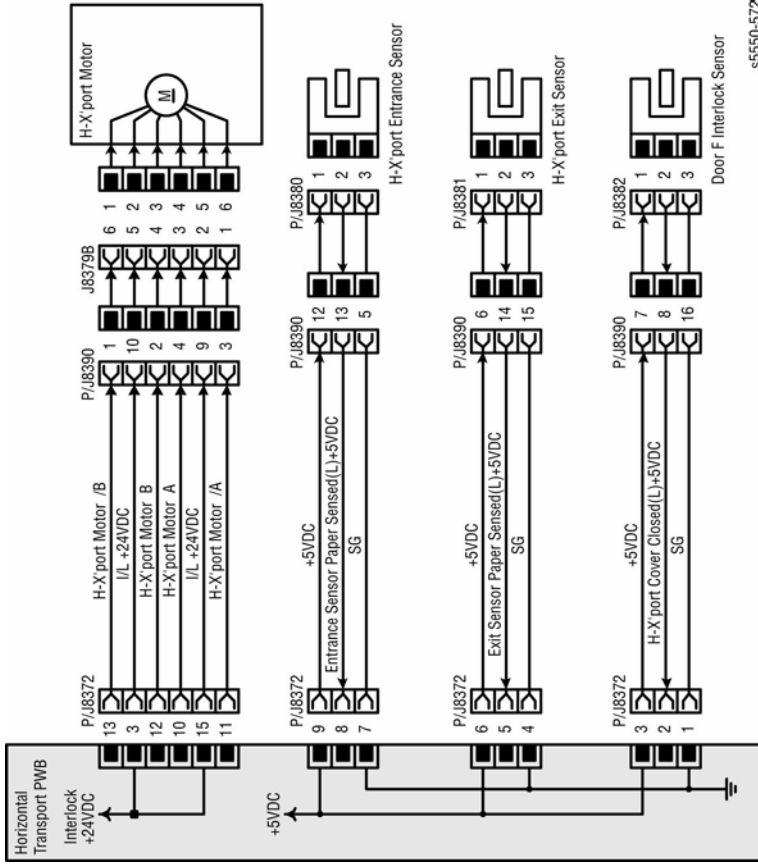 Horizontal
Transport PWB
Interlock
+24VDC
+5VDC
P/J8372
13
3
12
10
15
11
H-X'port Motor /B
I/L +24VDC
H-X'port Motor B
H-X'port Motor A
I/L +24VDC
H-X'port Motor /A
P/J8390
1
10
2
4
9
3
J8379B
6
5
4
3
2
1
1
2
3
4
5
6
H-X'port Motor
M
P/J8372
9
8
7
+5VDC
Entrance Sensor Paper Sensed(L)+5VDC
SG
P/J8390
12
13
5
P/J8380
1
2
3
H-X'port Entrance Sensor
P/J8372
6
5
4
+5VDC
Exit Sensor Paper Sensed(L)+5VDC
SG
P/J8390
6
14
15
P/J8381
1
2
3
H-X'port Exit Sensor
P/J8372
3
2
1
+5VDC
H-X'port Cover Closed(L)+5VDC
SG
P/J8390
7
8
16
P/J8382
1
2
3
Door F Interlock Sensor
s5550-572